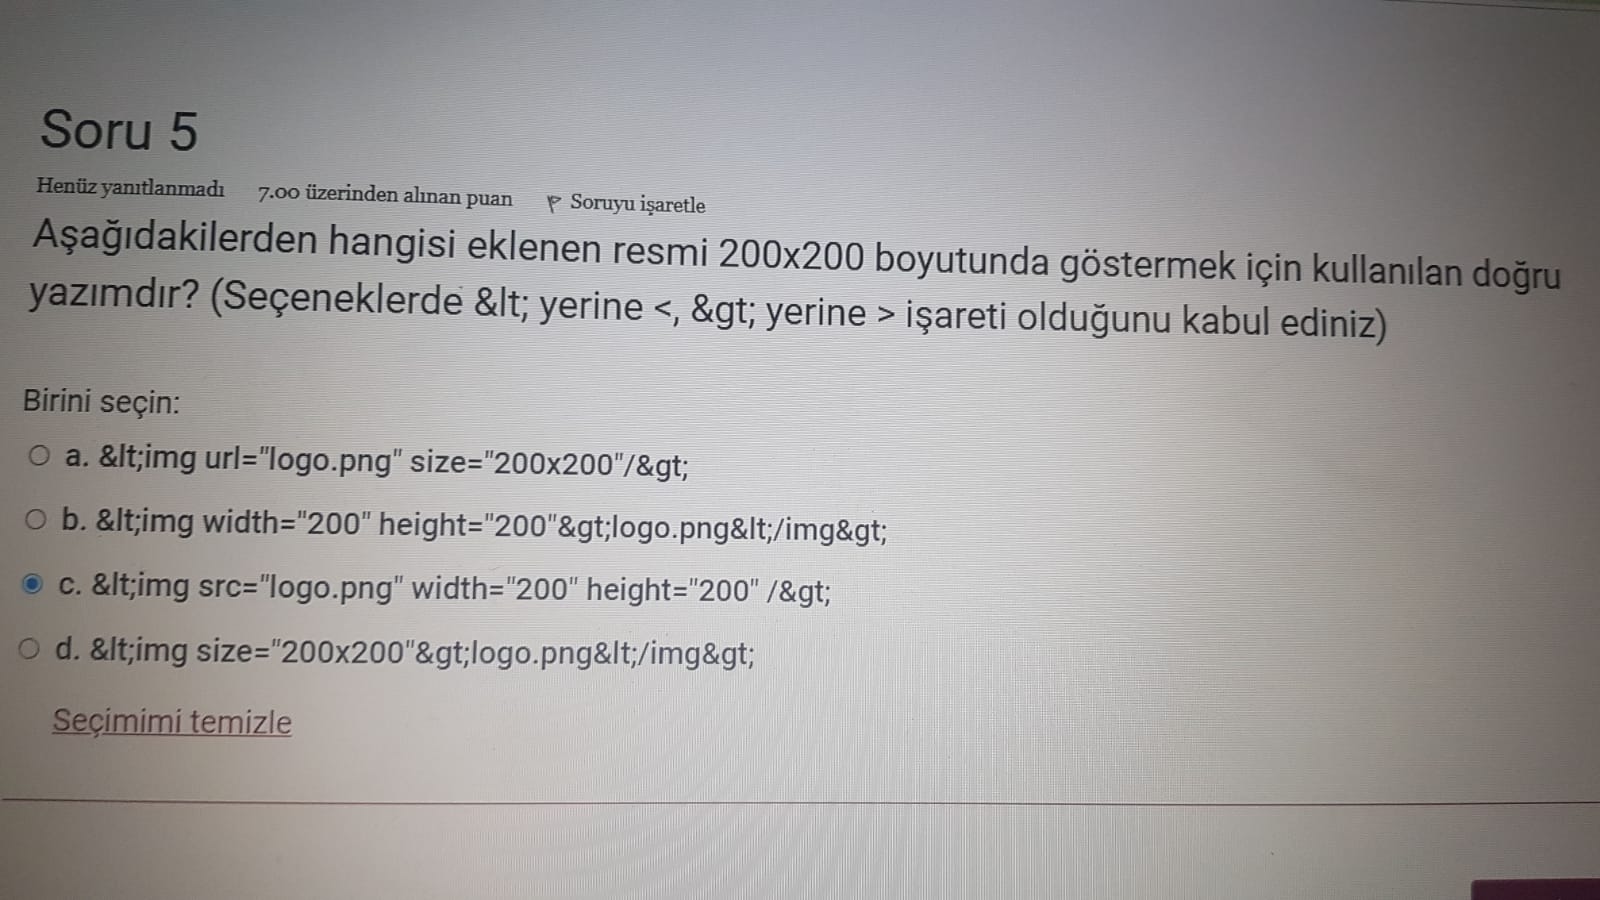 Soru 5
Henüz yanıtlanmadı 7.00 üzerinden alınan puan Soruyu işaretle
Aşağıdakilerden hangisi eklenen resmi 200x200 boyutunda göstermek için kullanılan doğru
yazımdır? (Seçeneklerde &lt; yerine <, &gt; yerine > işareti olduğunu kabul ediniz)
Birini seçin:
a. &lt;img url="logo.png" size="200x200"/&gt;
b. &lt;img width="200" height="200"&gt;logo.png&lt;/img&gt;
c. &lt;img src="logo.png" width="200" height="200" /&gt;
d. &lt;img size="200x200"&gt;logo.png&lt;/img&gt;
Seçimimi temizle